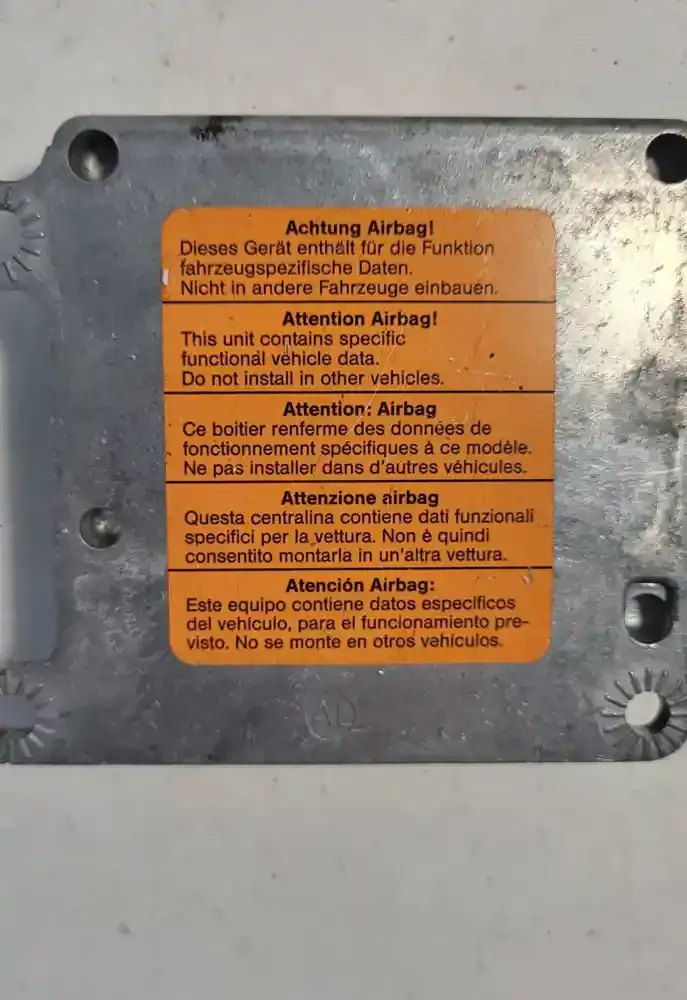 Achtung Airbag!
Dieses Gerät enthält für die Funktion
fahrzeugspezifische Daten.
Nicht in andere Fahrzeuge einbauen.
Attention Airbag!
This unit contains specific
functional vehicle data.
Do not install in other vehicles.
Attention: Airbag
Ce boitier renferme des données de
fonctionnement spécifiques à ce modèle.
Ne pas installer dans d'autres véhicules.
Attenzione airbag
Questa centralina contiene dati funzionali
specifici per la vettura. Non è quindi
consentito montarla in un'altra vettura.
Atención Airbag:
Este equipo contiene datos especificos
del vehículo, para el funcionamiento pre-
visto. No se monte en otros vehículos.